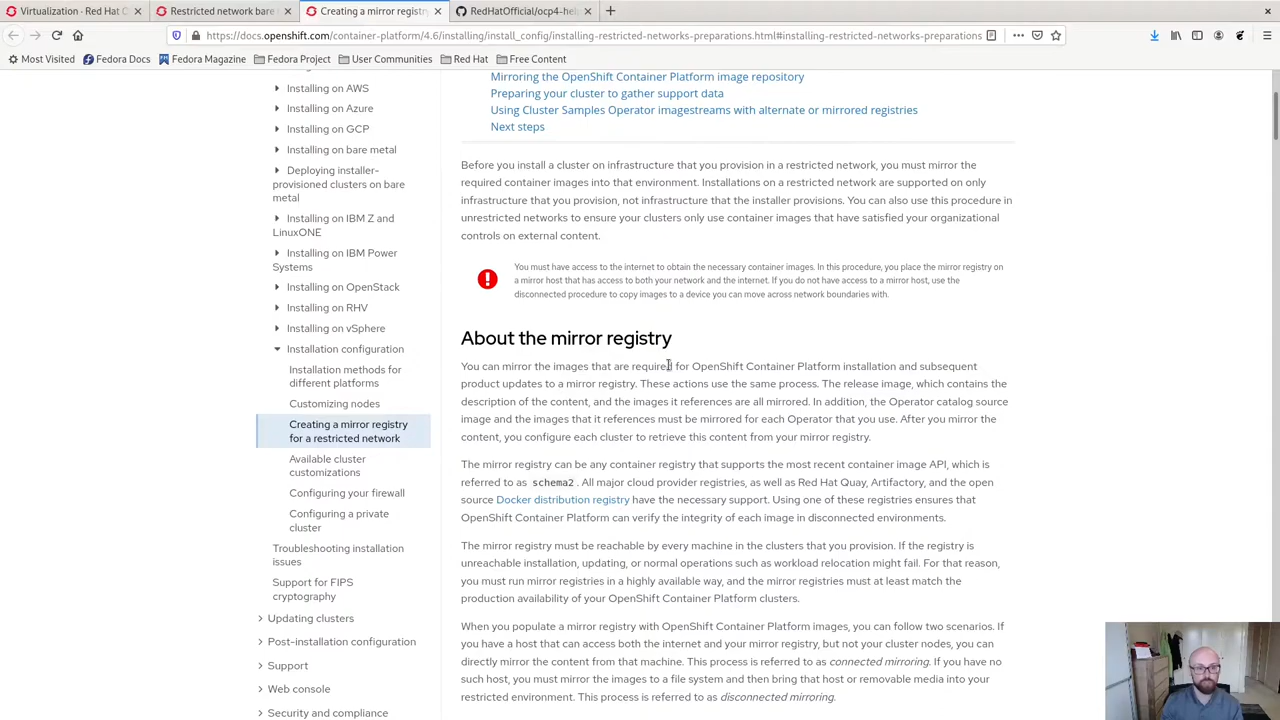 Virtualization · Red Hat O
Restricted network bare
Creating a mirror registry
RedHatOfficial/ocp4-help
https://docs.openshift.com/container-platform/4.6/installing/install_config/installing-restricted-networks-preparations.html#installing-restricted-networks-preparations
Most Visited
Fedora Docs
Fedora Magazine
Fedora Project
User Communities
Red Hat
Free Content
Installing on AWS
Installing on Azure
Installing on GCP
Installing on bare metal
Deploying installer-
provisioned clusters on bare
metal
Installing on IBM Z and
LinuxONE
Installing on IBM Power
Systems
Installing on OpenStack
Installing on RHV
Installing on vSphere
Installation configuration
Installation methods for
different platforms
Customizing nodes
Creating a mirror registry
for a restricted network
Available cluster
customizations
Configuring your firewall
Configuring a private
cluster
Troubleshooting installation
issues
Support for FIPS
cryptography
Updating clusters
Post-installation configuration
Support
Web console
Security and compliance
Mirroring the OpenShift Container Platform image repository
Preparing your cluster to gather support data
Using Cluster Samples Operator imagestreams with alternate or mirrored registries
Next steps
Before you install a cluster on infrastructure that you provision in a restricted network, you must mirror the
required container images into that environment. Installations on a restricted network are supported on only
infrastructure that you provision, not infrastructure that the installer provisions. You can also use this procedure in
unrestricted networks to ensure your clusters only use container images that have satisfied your organizational
controls on external content.
You must have access to the internet to obtain the necessary container images. In this procedure, you place the mirror registry on
a mirror host that has access to both your network and the internet. If you do not have access to a mirror host, use the
disconnected procedure to copy images to a device you can move across network boundaries with.
About the mirror registry
You can mirror the images that are required for OpenShift Container Platform installation and subsequent
product updates to a mirror registry. These actions use the same process. The release image, which contains the
description of the content, and the images it references are all mirrored. In addition, the Operator catalog source
image and the images that it references must be mirrored for each Operator that you use. After you mirror the
content, you configure each cluster to retrieve this content from your mirror registry.
The mirror registry can be any container registry that supports the most recent container image API, which is
referred to as schema2. All major cloud provider registries, as well as Red Hat Quay, Artifactory, and the open
source Docker distribution registry have the necessary support. Using one of these registries ensures that
OpenShift Container Platform can verify the integrity of each image in disconnected environments.
The mirror registry must be reachable by every machine in the clusters that you provision. If the registry is
unreachable installation, updating, or normal operations such as workload relocation might fail. For that reason,
you must run mirror registries in a highly available way, and the mirror registries must at least match the
production availability of your OpenShift Container Platform clusters.
When you populate a mirror registry with OpenShift Container Platform images, you can follow two scenarios. If
you have a host that can access both the internet and your mirror registry, but not your cluster nodes, you can
directly mirror the content from that machine. This process is referred to as connected mirroring. If you have no
such host, you must mirror the images to a file system and then bring that host or removable media into your
restricted environment. This process is referred to as disconnected mirroring.